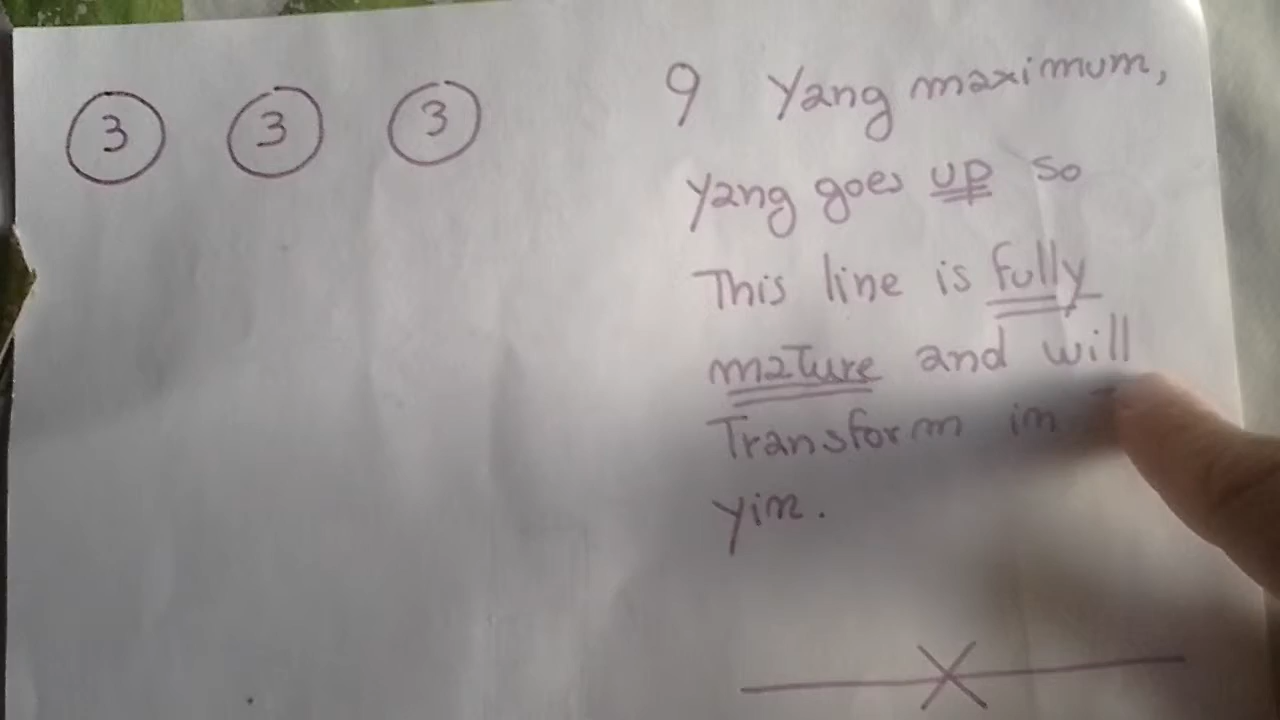 3 3 3
9 Yang maximum,
Yang goes up so
This line is fully
mature and will
Transform in
yin.